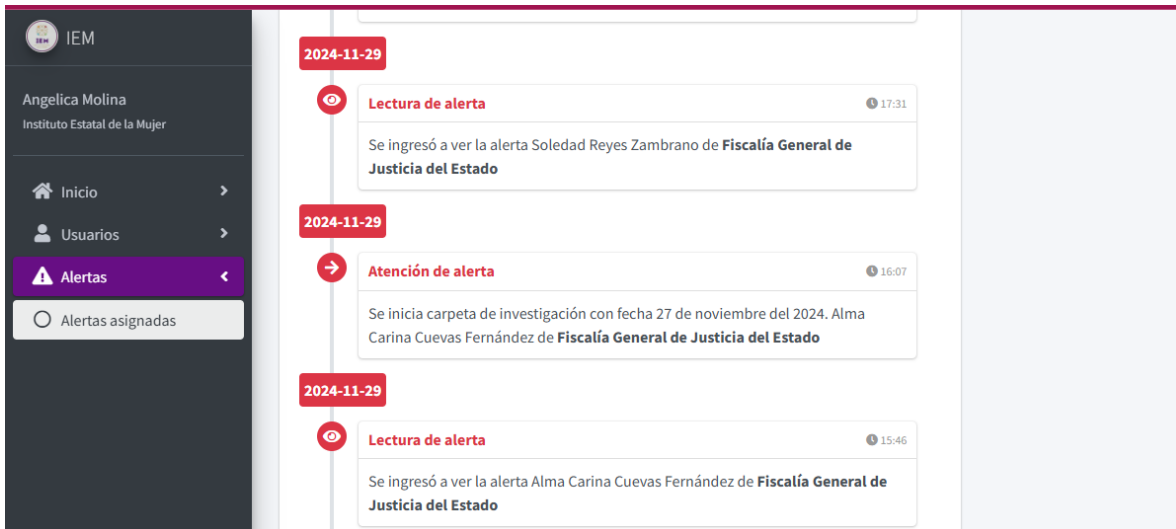 IEM
Angelica Molina
Instituto Estatal de la Mujer
Inicio
Usuarios
Alertas
Alertas asignadas
2024-11-29
Lectura de alerta 17:31
Se ingresó a ver la alerta Soledad Reyes Zambrano de Fiscalía General de
Justicia del Estado
2024-11-29
Atención de alerta 16:07
Se inicia carpeta de investigación con fecha 27 de noviembre del 2024. Alma
Carina Cuevas Fernández de Fiscalía General de Justicia del Estado
2024-11-29
Lectura de alerta 15:46
Se ingresó a ver la alerta Alma Carina Cuevas Fernández de Fiscalía General de
Justicia del Estado